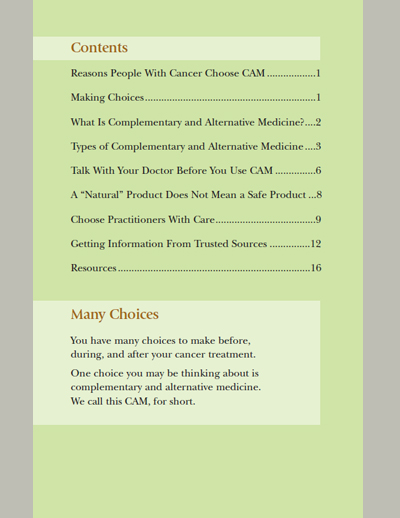 Contents
Reasons People With Cancer Choose CAM ..................1
Making Choices...............................................................1
What Is Complementary and Alternative Medicine?....2
Types of Complementary and Alternative Medicine....3
Talk With Your Doctor Before You Use CAM ...............6
A “Natural” Product Does Not Mean a Safe Product ...8
Choose Practitioners With Care.....................................9
Getting Information From Trusted Sources ...............12
Resources.......................................................................16
Many Choices
You have many choices to make before,
during, and after your cancer treatment.
One choice you may be thinking about is
complementary and alternative medicine.
We call this CAM, for short.